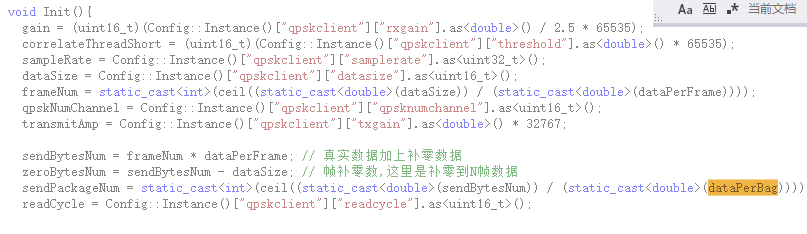 void Init(){
Aa Ab .* 当前文档
gain = (uint16_t)(Config::Instance()["qpskclient"]["rxgain"].as<double>() / 2.5 * 65535);
correlateThreadShort = (uint16_t)(Config::Instance()["qpskclient"]["threshold"].as<double>() * 65535);
sampleRate = Config::Instance()["qpskclient"]["samplerate"].as<uint32_t>();
dataSize = Config::Instance()["qpskclient"]["datasize"].as<uint16_t>();
frameNum = static_cast<int>(ceil((static_cast<double>(dataSize)) / (static_cast<double>(dataPerFrame))));
qpskNumChannel = Config::Instance()["qpskclient"]["qpsknumchannel"].as<uint16_t>();
transmitAmp = Config::Instance()["qpskclient"]["txgain"].as<double>() * 32767;
sendBytesNum = frameNum * dataPerFrame; // 真实数据加上补零数据
zeroBytesNum = sendBytesNum - dataSize; // 帧补零数,这里是补零到N帧数据
sendPackageNum = static_cast<int>(ceil((static_cast<double>(sendBytesNum)) / (static_cast<double>(dataPerBag))))
readCycle = Config::Instance()["qpskclient"]["readcycle"].as<uint16_t>();